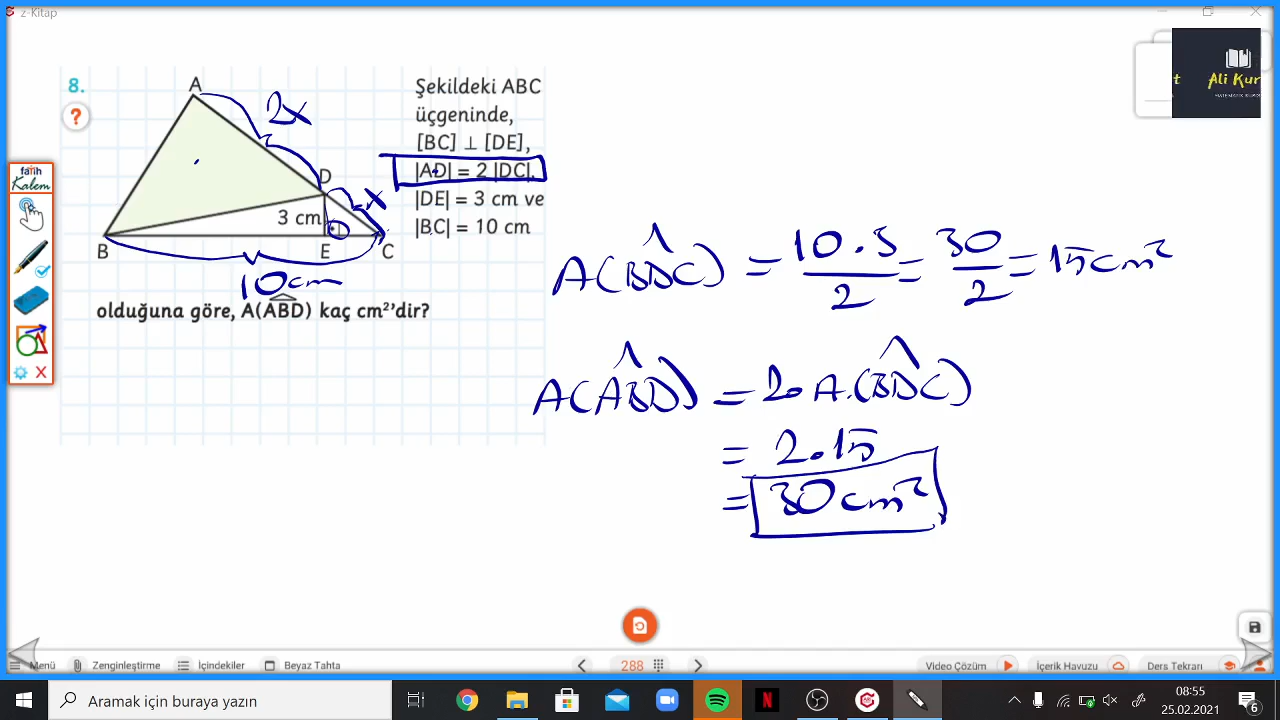 z-Kitap
Ali Kur
8.
A
2x
D
x
3 cm
B
E
C
10cm
?
Şekildeki ABC
üçgeninde,
[BC] ⊥ [DE],
|AD| = 2 |DC|,
|DE| = 3 cm ve
|BC| = 10 cm
olduğuna göre, A(ABD) kaç cm²'dir?
A(BDC) = 10.3/2 = 30/2 = 15cm²
A(ABD) = 2.A.(BDC)
= 2.15
= 30cm²
fatih
Kalem
X
Menü
Zenginleştirme
İçindekiler
Beyaz Tahta
288
Video Çözüm
İçerik Havuzu
Ders Tekrarı
Aramak için buraya yazın
08:55
25.02.2021
6